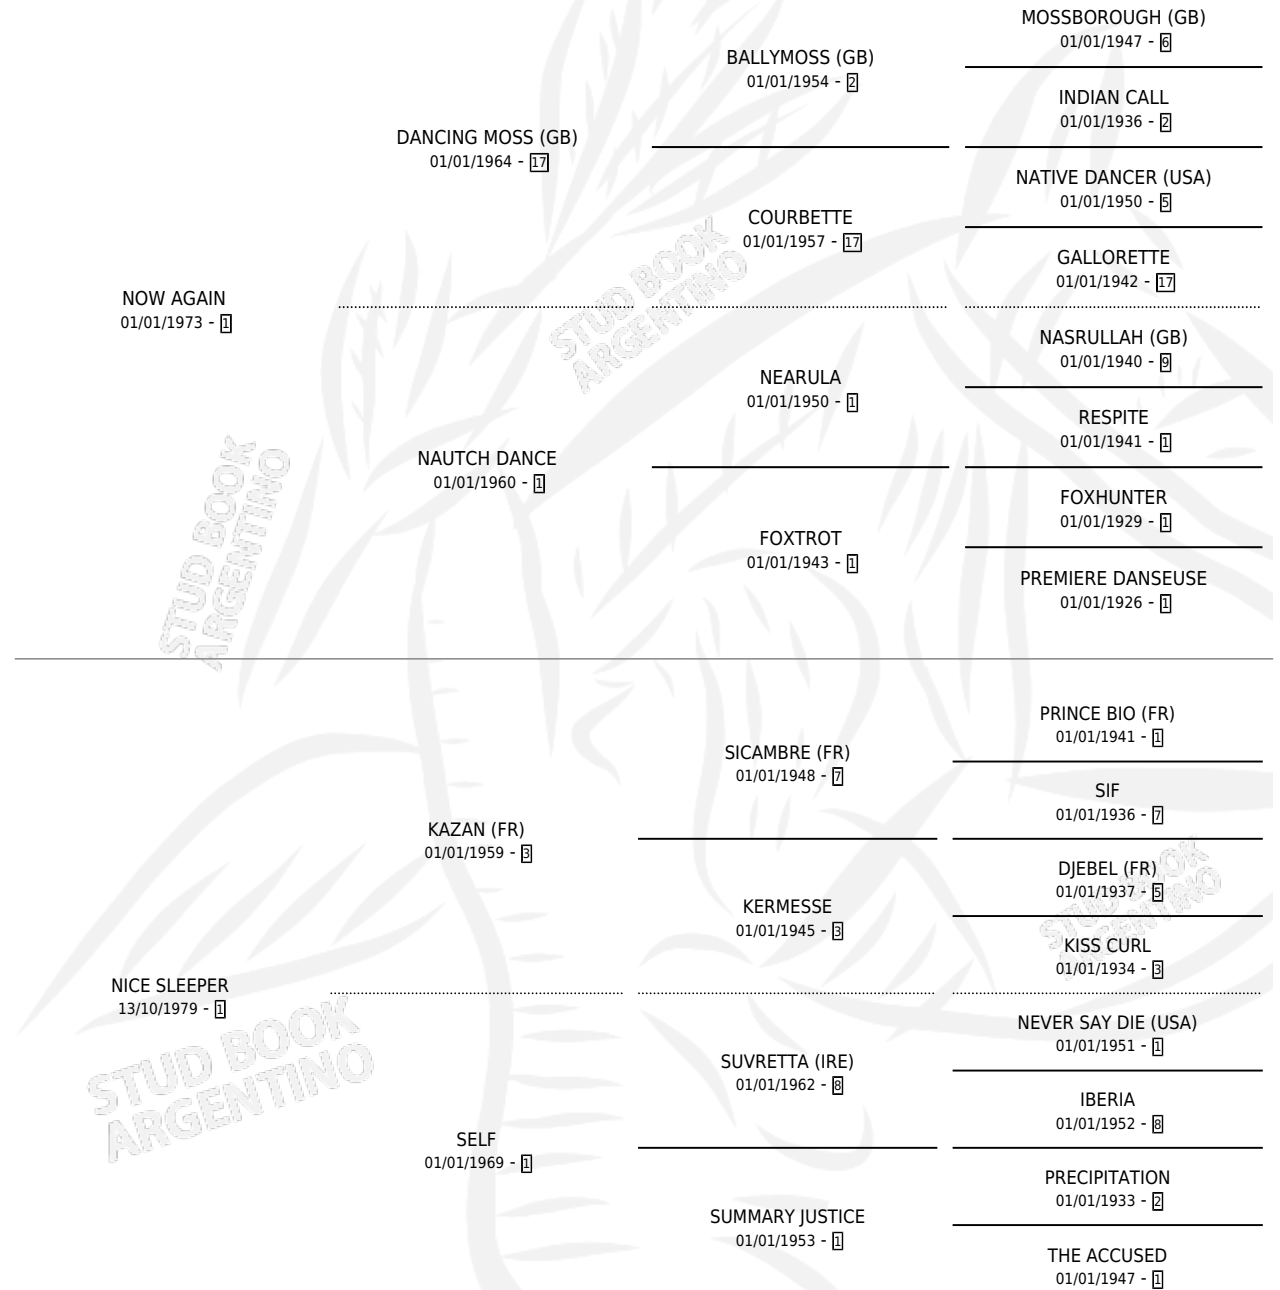 NOW AGAIN
01/01/1973 - 1
DANCING MOSS (GB)
01/01/1964 - 17
BALLYMOSS (GB)
01/01/1954 - 2
MOSSBOROUGH (GB)
01/01/1947 - 6
INDIAN CALL
01/01/1936 - 2
COURBETTE
01/01/1957 - 17
NATIVE DANCER (USA)
01/01/1950 - 5
GALLORETTE
01/01/1942 - 17
NAUTCH DANCE
01/01/1960 - 1
NEARULA
01/01/1950 - 1
NASRULLAH (GB)
01/01/1940 - 9
RESPITE
01/01/1941 - 1
FOXTROT
01/01/1943 - 1
FOXHUNTER
01/01/1929 - 1
PREMIERE DANSEUSE
01/01/1926 - 1
NICE SLEEPER
13/10/1979 - 1
KAZAN (FR)
01/01/1959 - 3
SICAMBRE (FR)
01/01/1948 - 7
PRINCE BIO (FR)
01/01/1941 - 1
SIF
01/01/1936 - 7
KERMESSE
01/01/1945 - 3
DJEBEL (FR)
01/01/1937 - 5
KISS CURL
01/01/1934 - 3
SELF
01/01/1969 - 1
SUVRETTA (IRE)
01/01/1962 - 8
NEVER SAY DIE (USA)
01/01/1951 - 1
IBERIA
01/01/1952 - 8
SUMMARY JUSTICE
01/01/1953 - 1
PRECIPITATION
01/01/1933 - 2
THE ACCUSED
01/01/1947 - 1
STUD BOOK
ARGENTINO
STUD BOOK
ARGENTINO
STUD BOOK
ARGENTINO
STUD BOOK
ARGENTINO